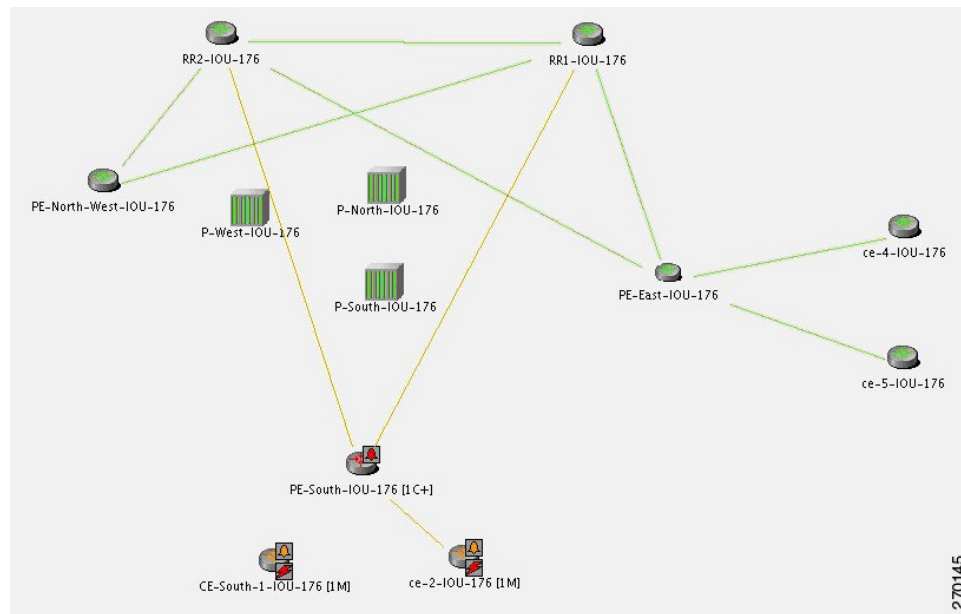 RR2-IOU-176
RR1-IOU-176
PE-North-West-IOU-176
P-North-IOU-176
P-West-IOU-176
ce-4-IOU-176
P-South-IOU-176
PE-East-IOU-176
ce-5-IOU-176
PE-South-IOU-176 [1C+]
CE-South-1-IOU-176 [1M]
ce-2-IOU-176 [1M]
270145